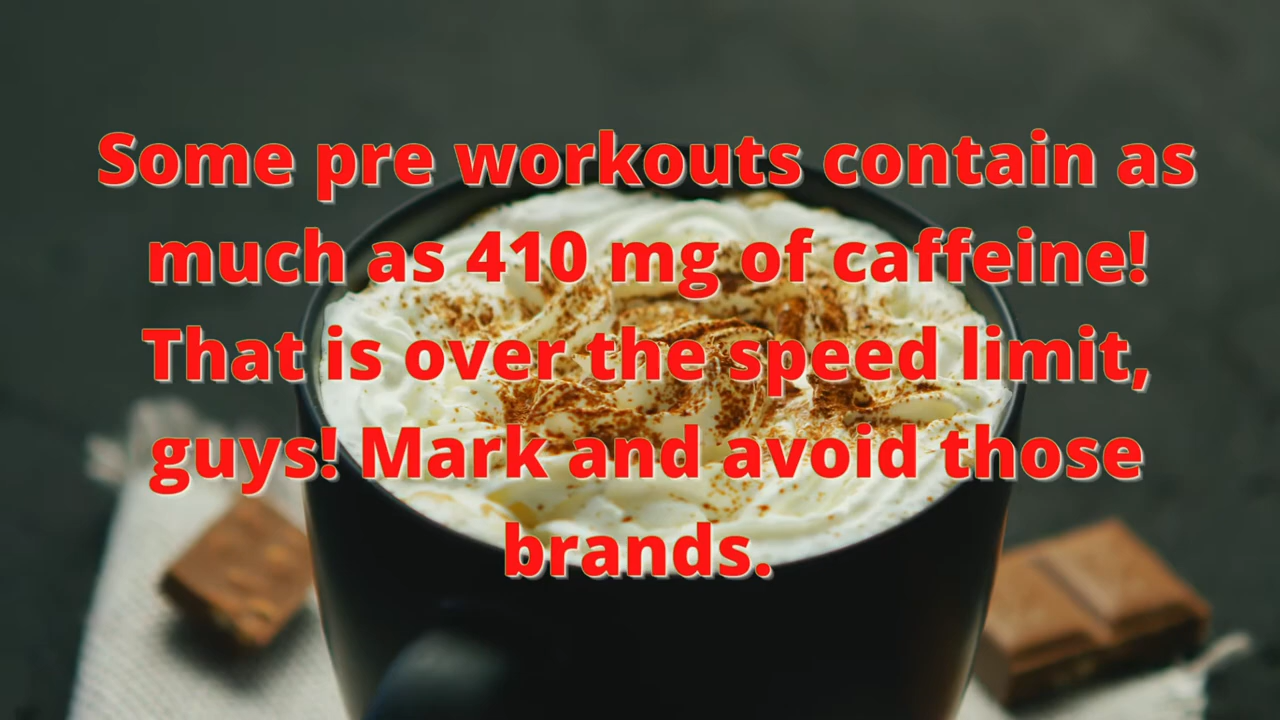 Some pre workouts contain as
much as 410 mg of caffeine!
That is over the speed limit,
guys! Mark and avoid those
brands.